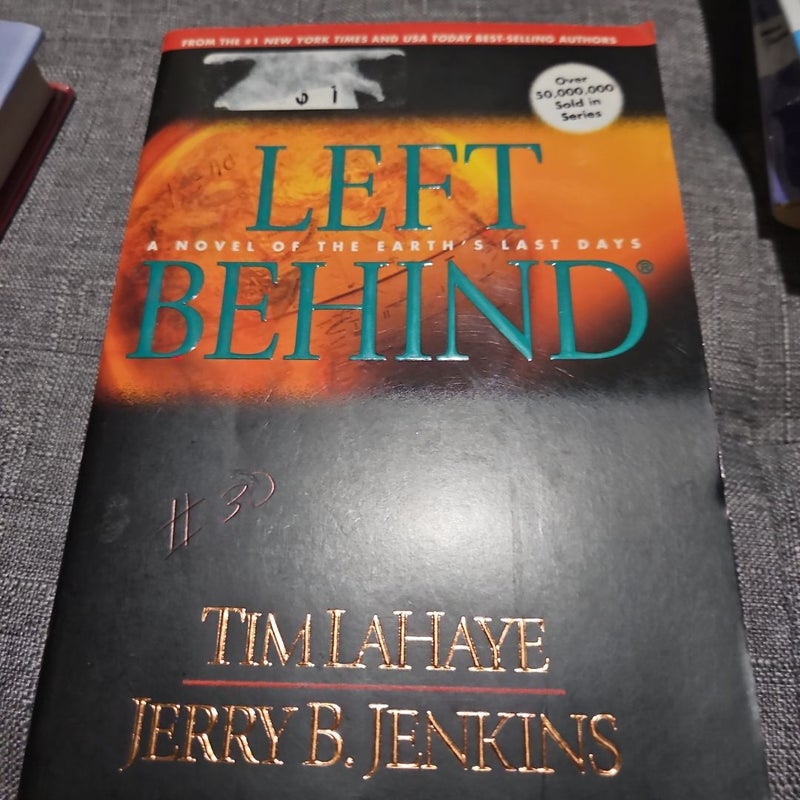 FROM THE #1 NEW YORK TIMES AND USA TODAY BEST-SELLING AUTHORS
Over
50,000,000
Sold in
Series
LEFT
A NOVEL OF THE EARTH'S LAST DAYS
BEHIND®
#30
TIM LAHAYE
JERRY B. JENKINS